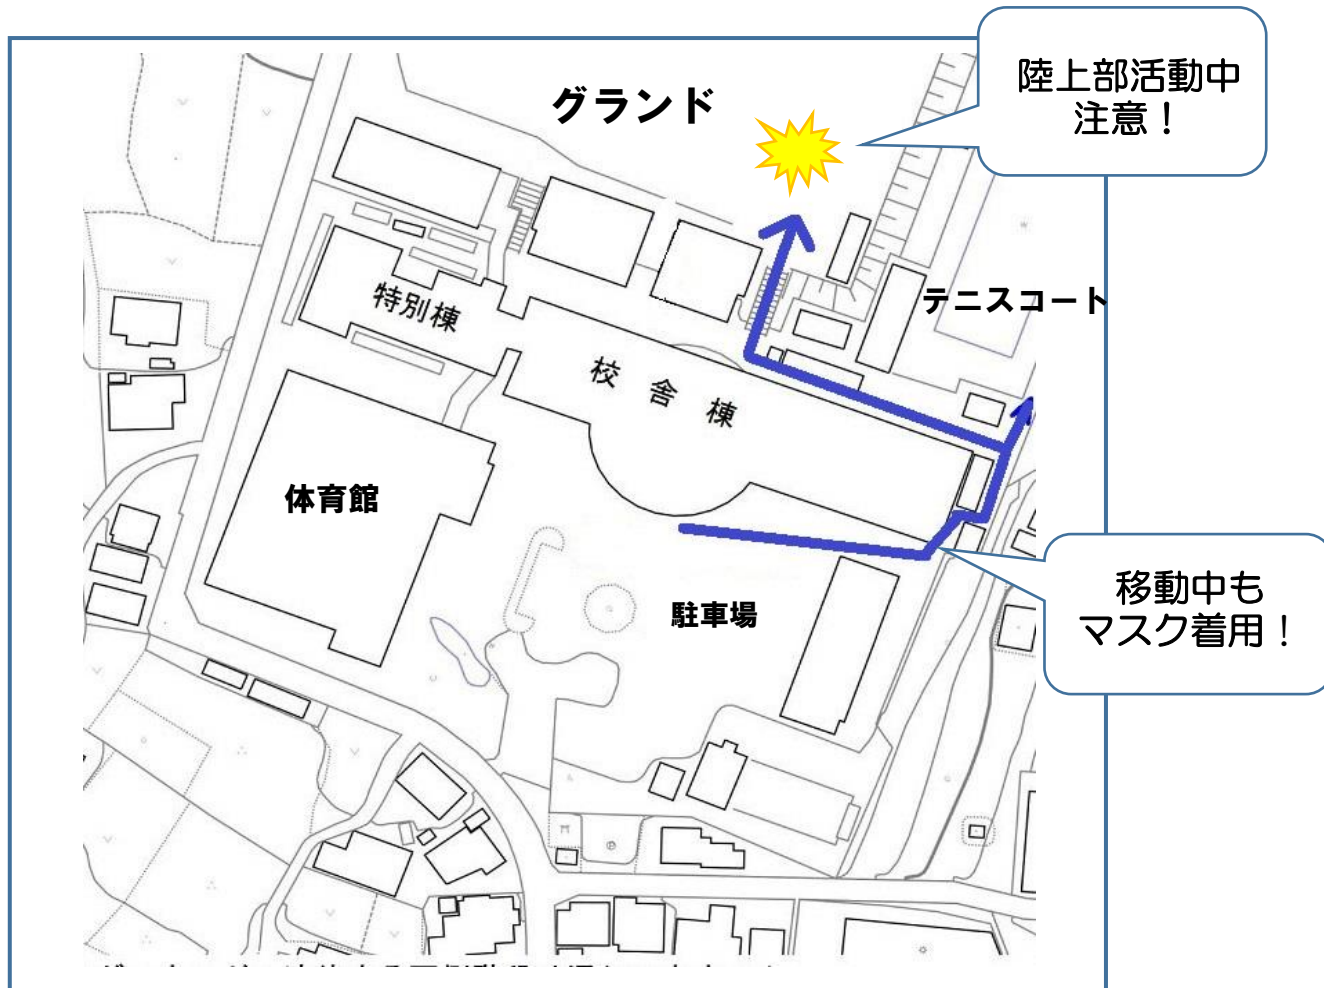 陸上部活動中
注意！
グランド
テニスコート
特別棟
校舎棟
体育館
駐車場
移動中も
マスク着用！